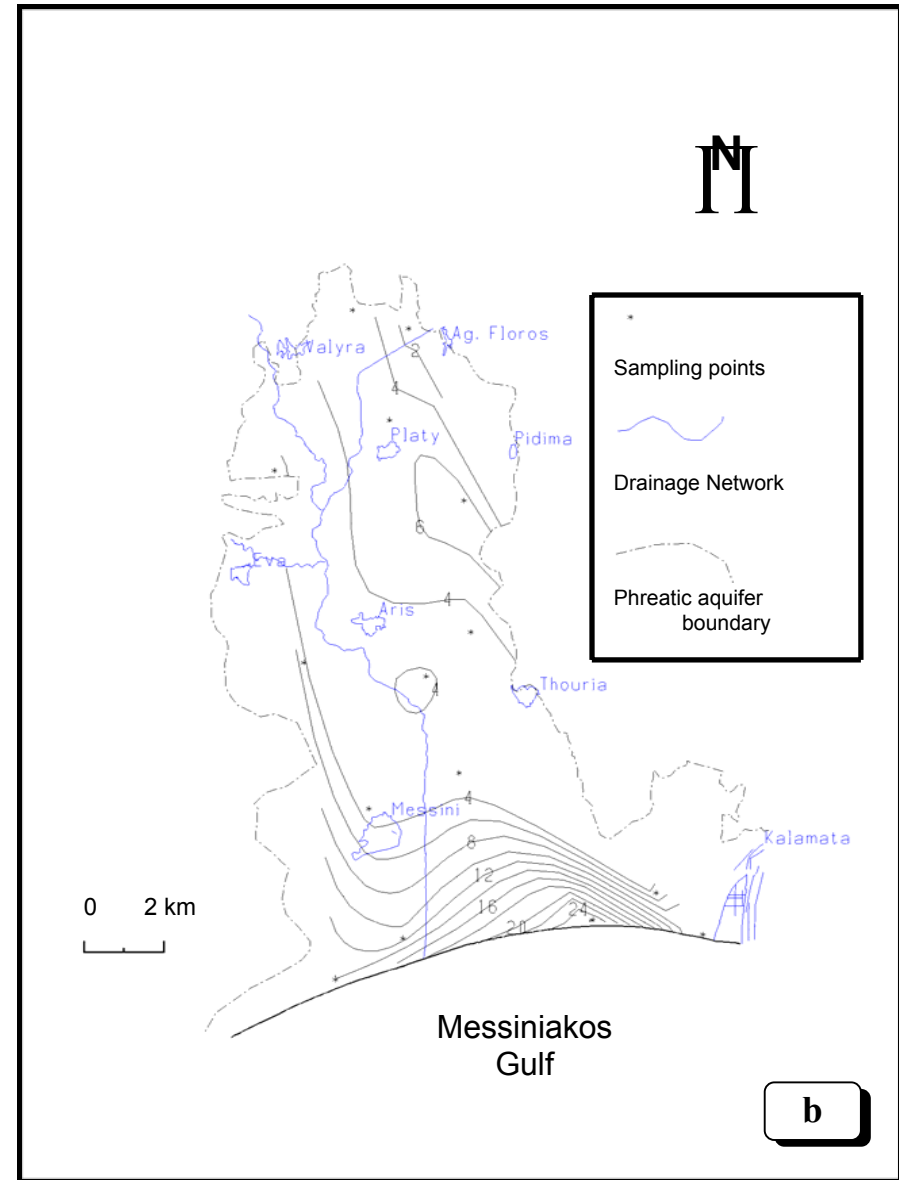 N
Valyra
Ag. Floros
2
4
Platy
Pidima
6
Eva
4
Aris
4
Thouria
4
Messini
8
Kalamata
12
16
24
20
Sampling points
Drainage Network
Phreatic aquifer
boundary
0 2 km
Messiniakos
Gulf
b